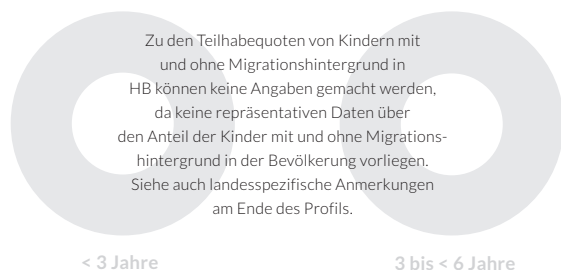 Zu den Teilhabequoten von Kindern mit
und ohne Migrationshintergrund in
HB können keine Angaben gemacht werden,
da keine repräsentativen Daten über
den Anteil der Kinder mit und ohne Migrations-
hintergrund in der Bevölkerung vorliegen.
Siehe auch landesspezifische Anmerkungen
am Ende des Profils.
< 3 Jahre
3 bis < 6 Jahre